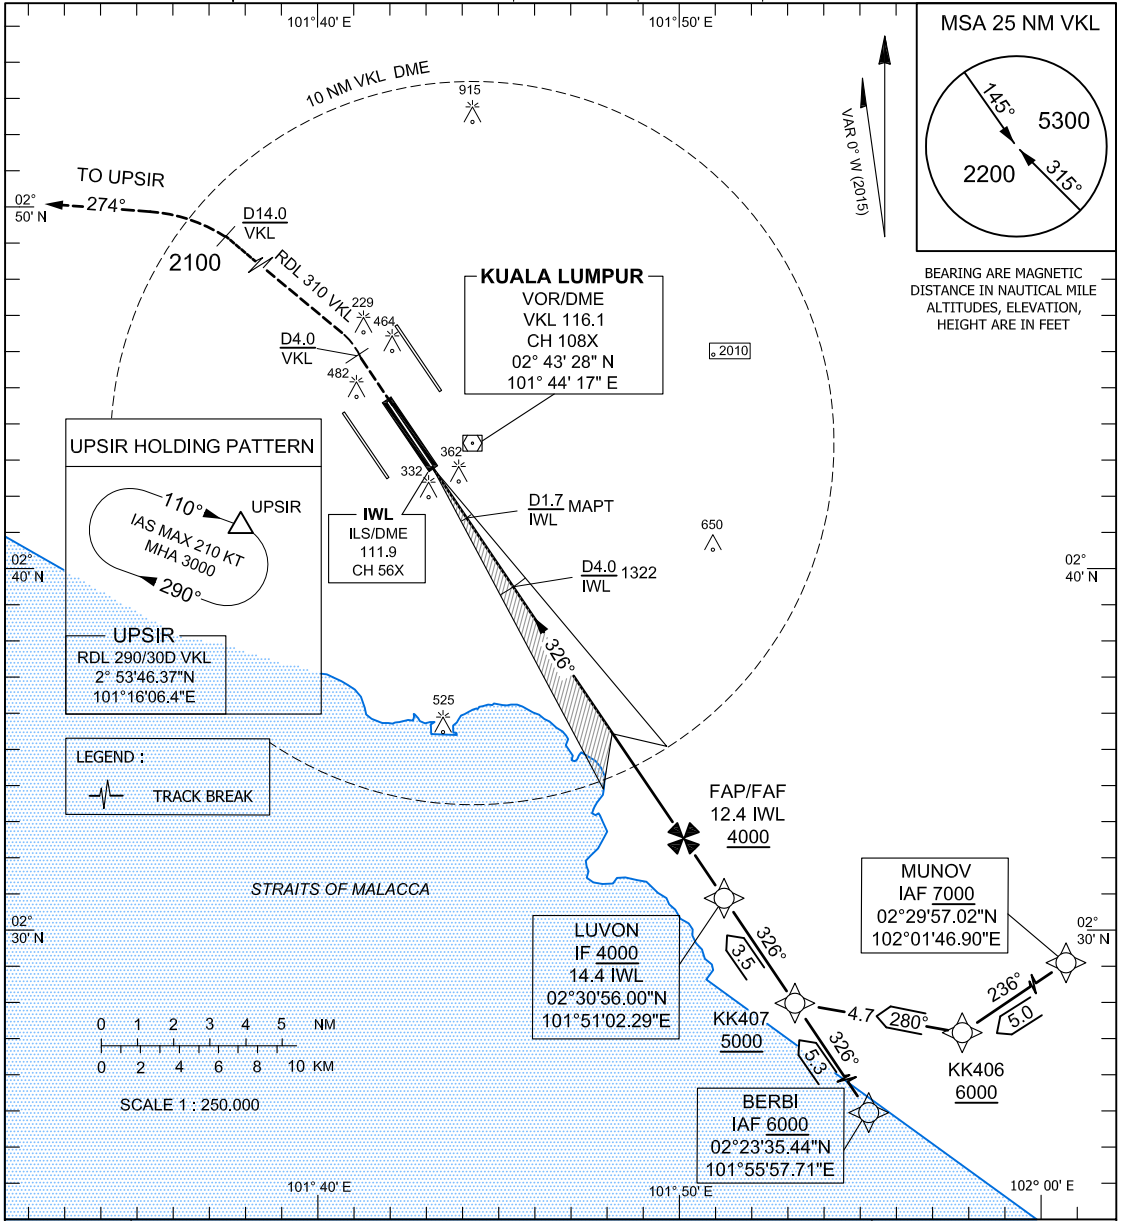 101° 40' E
101° 50' E
MSA 25 NM VKL
145°
5300
2200
315°
VAR 0° W (2015)
BEARING ARE MAGNETIC
DISTANCE IN NAUTICAL MILE
ALTITUDES, ELEVATION,
HEIGHT ARE IN FEET
10 NM VKL DME
915
TO UPSIR
274°
02°
50' N
D14.0
VKL
2100
RDL 310 VKL
229
464
D4.0
VKL
482
KUALA LUMPUR
VOR/DME
VKL 116.1
CH 108X
02° 43' 28" N
101° 44' 17" E
2010
UPSIR HOLDING PATTERN
110°
UPSIR
IAS MAX 210 KT
MHA 3000
290°
UPSIR
RDL 290/30D VKL
2° 53'46.37"N
101°16'06.4"E
332
362
IWL
ILS/DME
111.9
CH 56X
D1.7 MAPT
IWL
650
D4.0 1322
IWL
02°
40' N
02°
40' N
326°
525
LEGEND :
TRACK BREAK
FAP/FAF
12.4 IWL
4000
STRAITS OF MALACCA
MUNOV
IAF 7000
02°29'57.02"N
102°01'46.90"E
LUVON
IF 4000
14.4 IWL
02°30'56.00"N
101°51'02.29"E
02°
30' N
02°
30' N
326°
3.5
236°
5.0
KK407
5000
4.7
280°
KK406
6000
326°
5.3
BERBI
IAF 6000
02°23'35.44"N
101°55'57.71"E
0 1 2 3 4 5 NM
0 2 4 6 8 10 KM
SCALE 1 : 250.000
101° 40' E
101° 50' E
102° 00' E